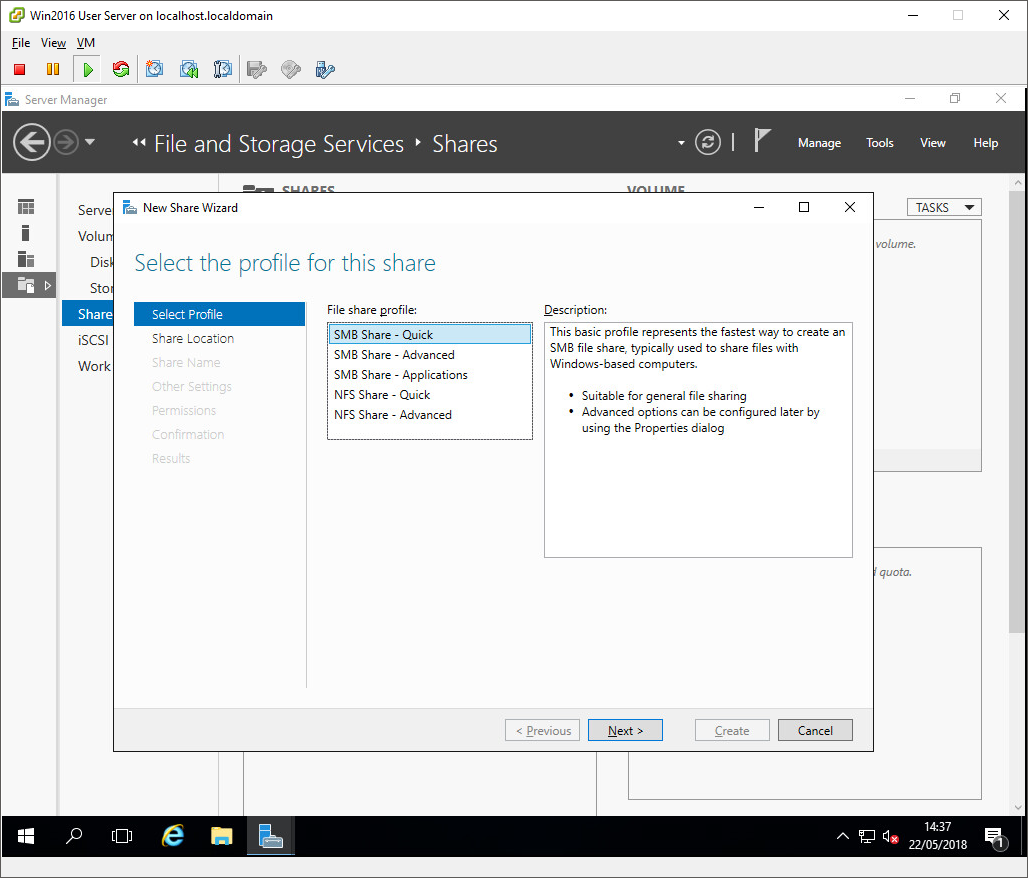 Win2016 User Server on localhost.localdomain
File View VM
Server Manager
File and Storage Services Shares
Manage Tools View Help
SHARES
VOLUME
TASKS
volume.
Share
iSCSI
Work
New Share Wizard
Select the profile for this share
Select Profile
Share Location
Share Name
Other Settings
Permissions
Confirmation
Results
File share profile:
SMB Share - Quick
SMB Share - Advanced
SMB Share - Applications
NFS Share - Quick
NFS Share - Advanced
Description:
This basic profile represents the fastest way to create an
SMB file share, typically used to share files with
Windows-based computers.
• Suitable for general file sharing
• Advanced options can be configured later by
using the Properties dialog
quota.
< Previous
Next >
Create
Cancel
14:37
22/05/2018
1